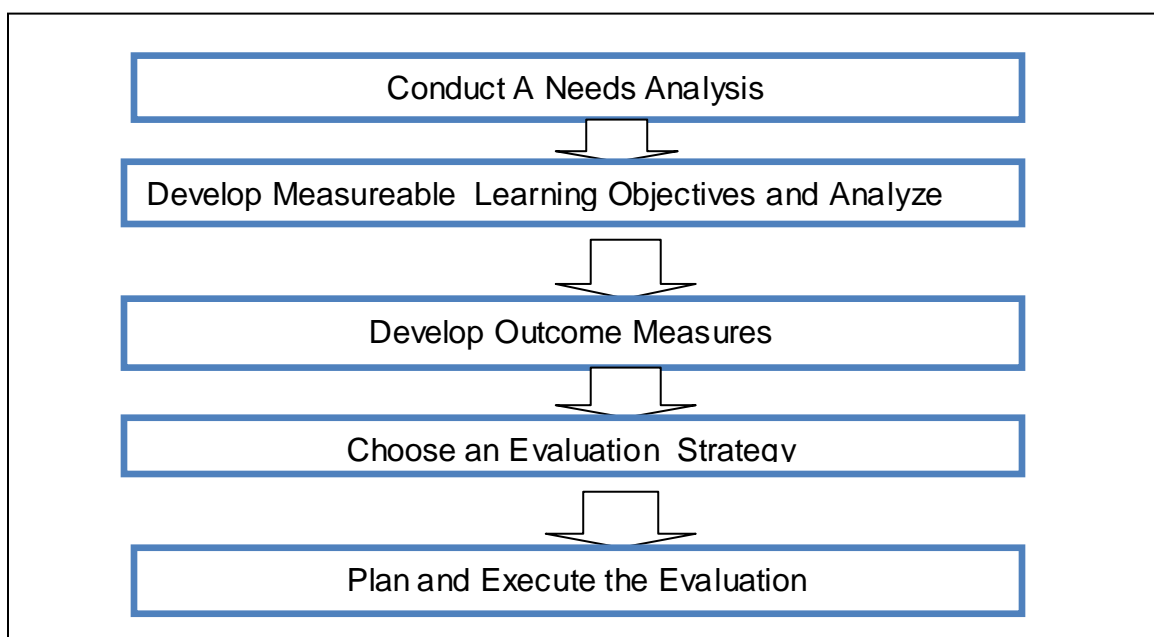 Conduct A Needs Analysis
Develop Measureable Learning Objectives and Analyze
Develop Outcome Measures
Choose an Evaluation Strategy
Plan and Execute the Evaluation